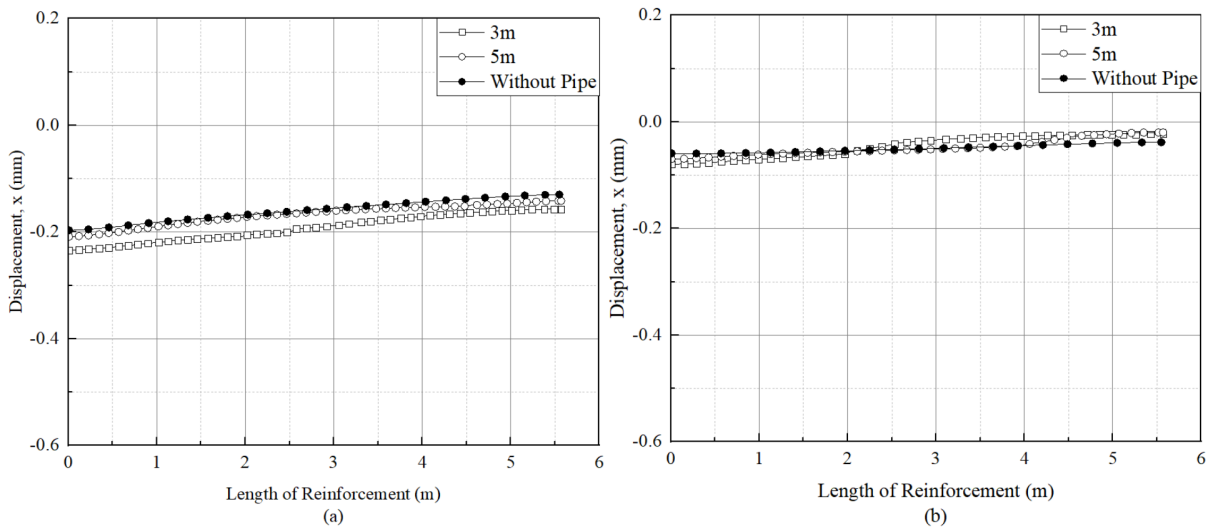 0.2
0.0
-0.2
-0.4
-0.6
Displacement, x (mm)
3m
5m
Without Pipe
0 1 2 3 4 5 6
Length of Reinforcement (m)
(a)
0.2
0.0
-0.2
-0.4
-0.6
Displacement, x (mm)
3m
5m
Without Pipe
0 1 2 3 4 5 6
Length of Reinforcement (m)
(b)